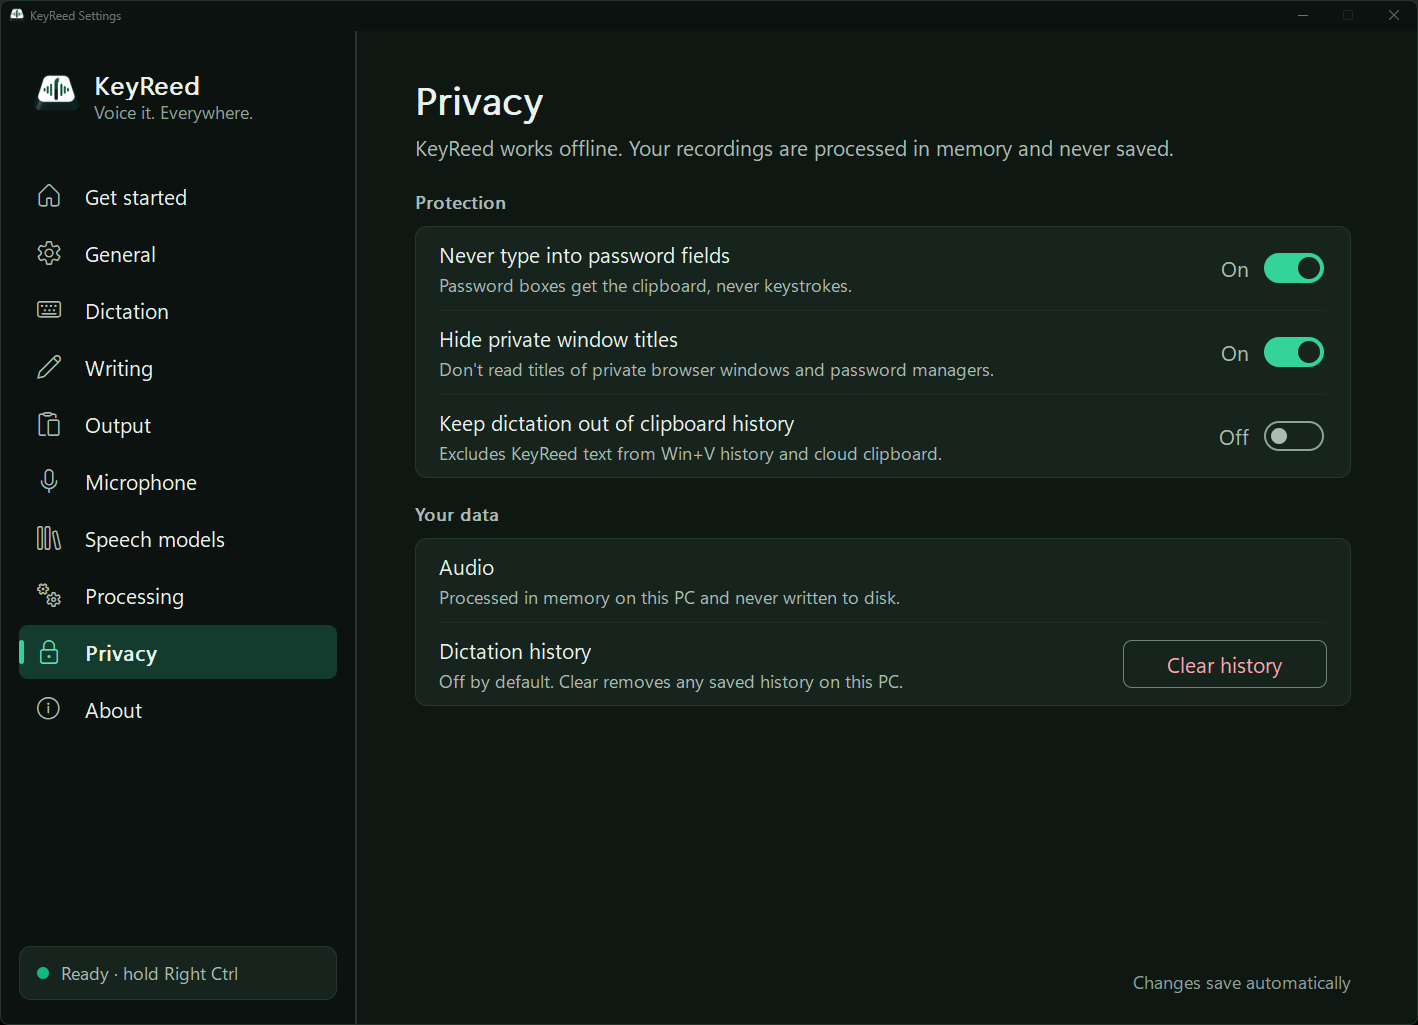 KeyReed Settings
KeyReed
Voice it. Everywhere.
Get started
General
Dictation
Writing
Output
Microphone
Speech models
Processing
Privacy
About
Ready · hold Right Ctrl
Privacy
KeyReed works offline. Your recordings are processed in memory and never saved.
Protection
Never type into password fields
Password boxes get the clipboard, never keystrokes.
On
Hide private window titles
Don't read titles of private browser windows and password managers.
On
Keep dictation out of clipboard history
Excludes KeyReed text from Win+V history and cloud clipboard.
Off
Your data
Audio
Processed in memory on this PC and never written to disk.
Dictation history
Off by default. Clear removes any saved history on this PC.
Clear history
Changes save automatically